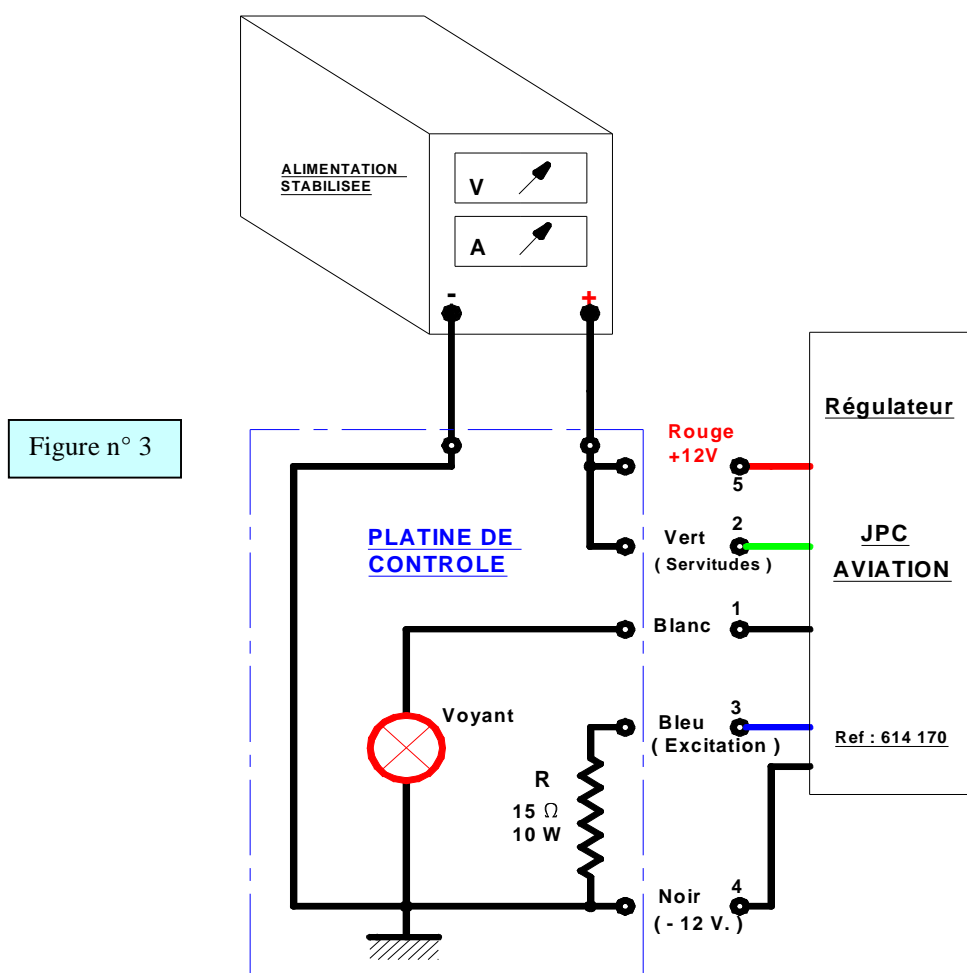 ALIMENTATION
STABILISEE
V
A
-
+
Figure n° 3
Régulateur
Rouge
+12V
5
PLATINE DE
CONTROLE
Vert
2
( Servitudes )
JPC
AVIATION
Blanc
1
Voyant
Bleu
3
( Excitation )
Ref : 614 170
R
15 Ω
10 W
Noir
4
( - 12 V. )